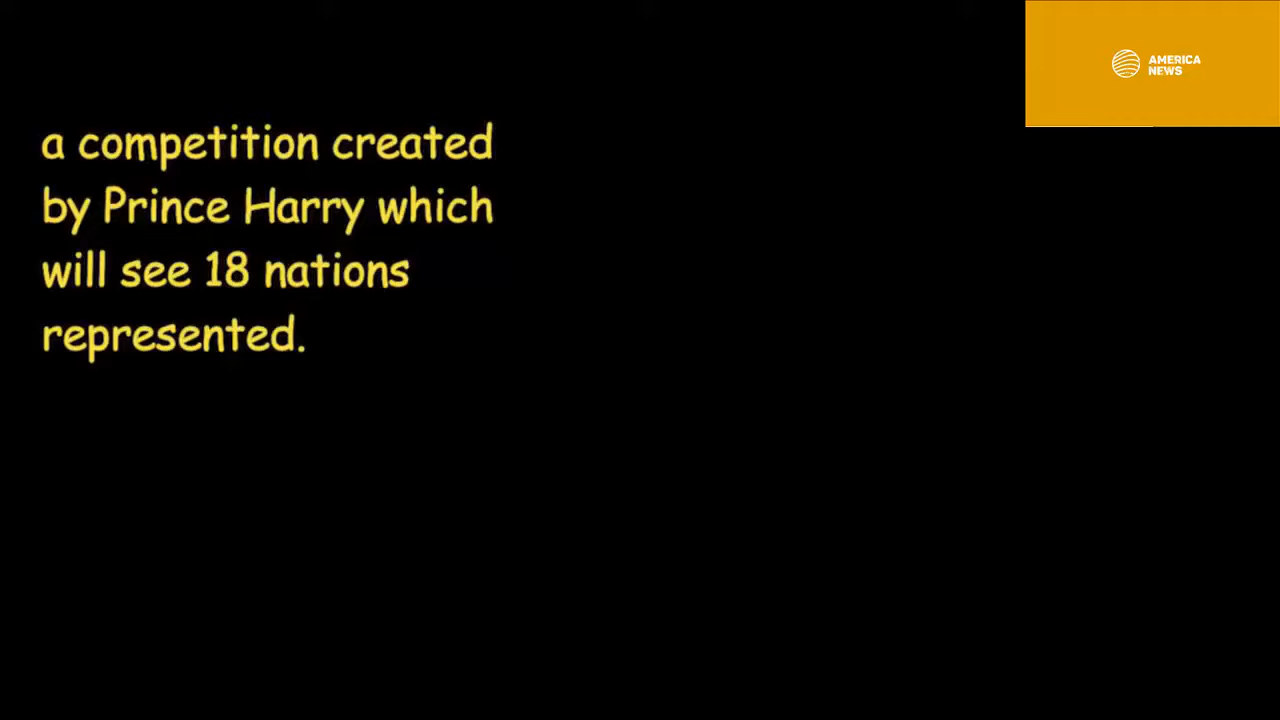 AMERICA
NEWS
a competition created
by Prince Harry which
will see 18 nations
represented.